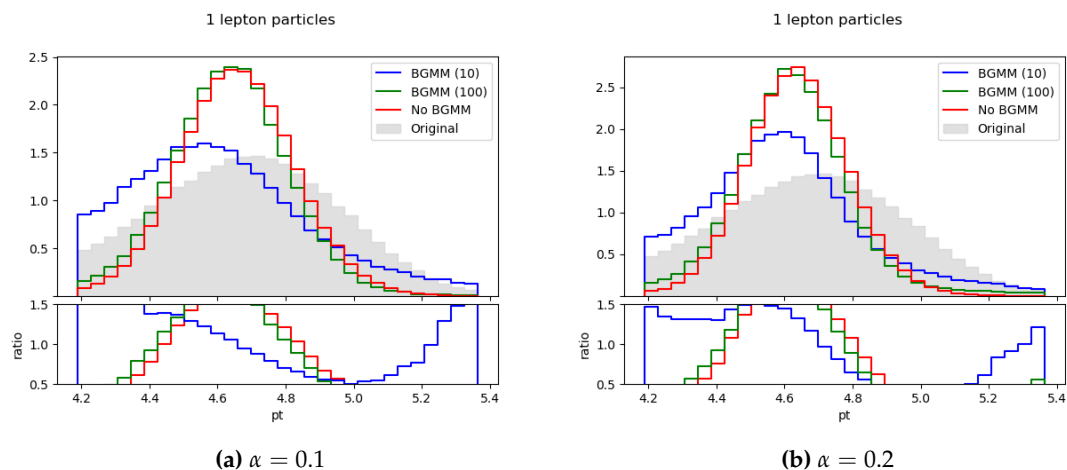 1 lepton particles
2.5
2.0
1.5
1.0
0.5
BGMM (10)
BGMM (100)
No BGMM
Original
1.5
1.0
0.5
ratio
4.2 4.4 4.6 4.8 5.0 5.2 5.4
pt
(a) α = 0.1
1 lepton particles
2.5
2.0
1.5
1.0
0.5
BGMM (10)
BGMM (100)
No BGMM
Original
1.5
1.0
0.5
ratio
4.2 4.4 4.6 4.8 5.0 5.2 5.4
pt
(b) α = 0.2